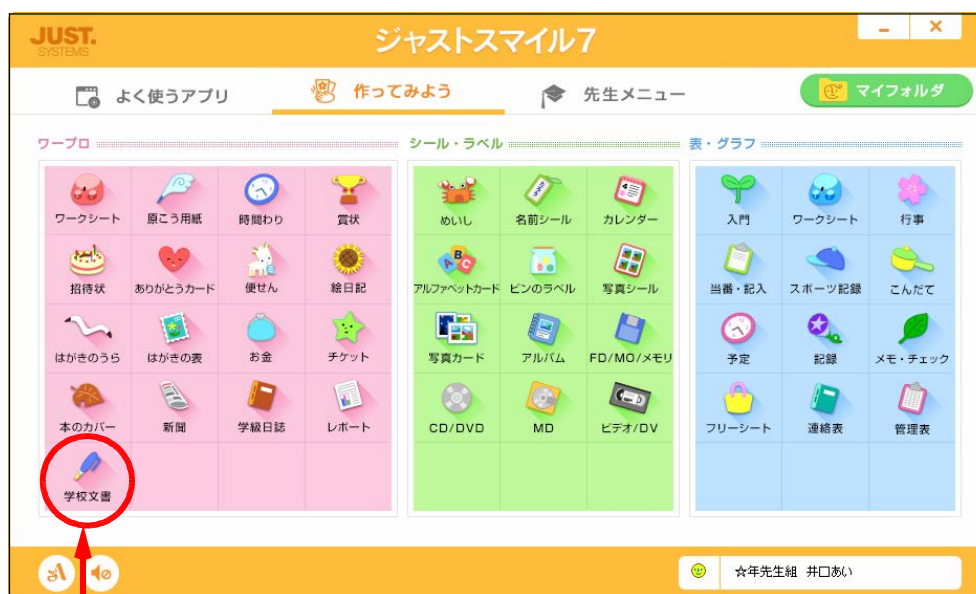 JUST.
SYSTEMS
ジャストスマイル7
よく使うアプリ
作ってみよう
先生メニュー
マイフォルダ
ワープロ
ワークシート
原こう用紙
時間わり
賞状
招待状
ありがとうカード
便せん
絵日記
はがきのうら
はがきの表
お金
チケット
本のカバー
新聞
学級日誌
レポート
学校文書
シール・ラベル
めいし
名前シール
カレンダー
アルファベットカード
ビンのラベル
写真シール
写真カード
アルバム
FD/MO/メモリ
CD/DVD
MD
ビデオ/DV
表・グラフ
入門
ワークシート
行事
当番・記入
スポーツ記録
こんだて
予定
記録
メモ・チェック
フリーシート
連絡表
管理表
☆年先生組 井口あい